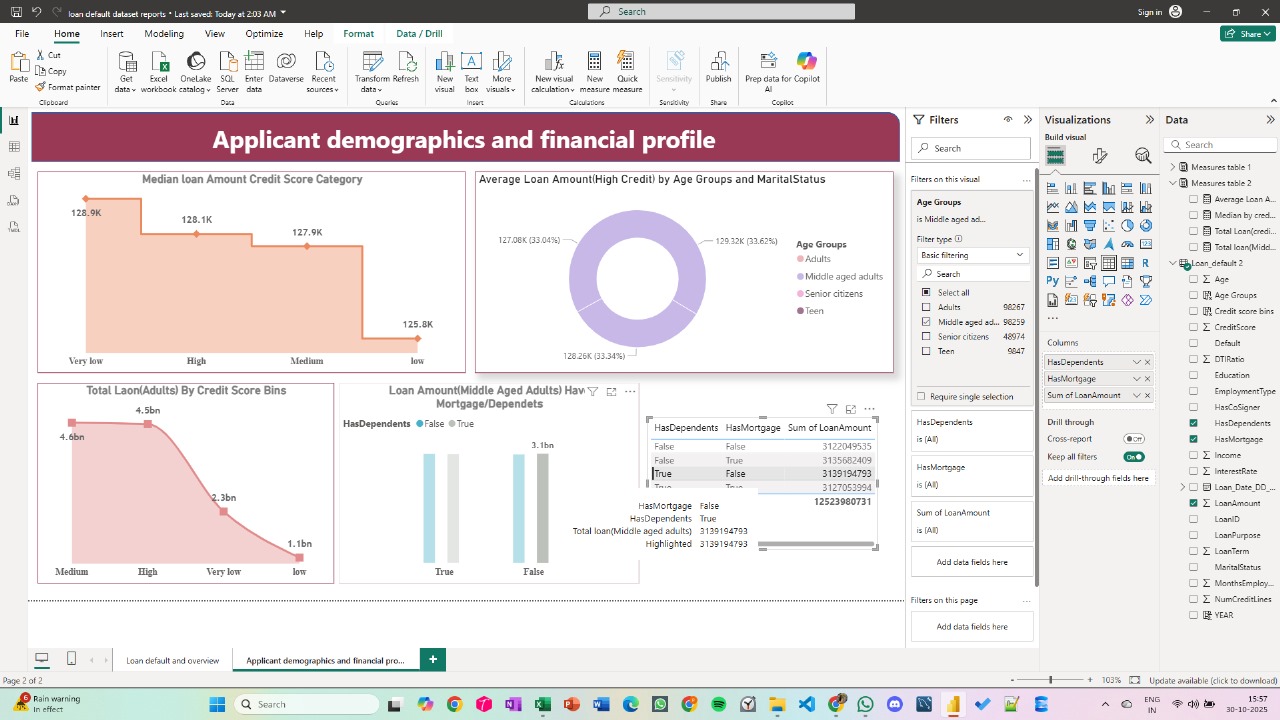 loan default dataset reports • Last saved: Today at 2:03 AM
Search
Sign in
File
Home
Insert
Modeling
View
Optimize
Help
Format
Data / Drill
Share
Paste
Cut
Copy
Format painter
Clipboard
Get data
Excel workbook
OneLake catalog
SQL Server
Enter data
Dataverse
Recent sources
Data
Transform data
Refresh
Queries
New visual
Text box
More visuals
Insert
New visual calculation
New measure
Quick measure
Calculations
Sensitivity
Sensitivity
Publish
Share
Prep data for AI
Copilot
Copilot
Applicant demographics and financial profile
Median loan Amount Credit Score Category
128.9K
128.1K
127.9K
125.8K
Very low
High
Medium
low
Average Loan Amount(High Credit) by Age Groups and MaritalStatus
127.08K (33.04%)
129.32K (33.62%)
128.26K (33.34%)
Age Groups
Adults
Middle aged adults
Senior citizens
Teen
Total Laon(Adults) By Credit Score Bins
4.6bn
4.5bn
2.3bn
1.1bn
Medium
High
Very low
low
Loan Amount(Middle Aged Adults) Hav
Mortgage/Dependets
HasDependents False True
3.1bn
True
False
HasDependents HasMortgage Sum of LoanAmount
False False 3122049535
False True 3135682409
True False 3139194793
True True 3127053994
12523980731
HasMortgage False
HasDependents True
Total loan(Middle aged adults) 3139194793
Highlighted 3139194793
Filters
Search
Filters on this visual
Age Groups
is Middle aged ad...
Filter type
Basic filtering
Search
Select all
Adults 98267
Middle aged ad... 98259
Senior citizens 48974
Teen 9847
Require single selection
HasDependents
is (All)
HasMortgage
is (All)
Sum of LoanAmount
is (All)
Add data fields here
Filters on this page
Add data fields here
Visualizations
Build visual
Columns
HasDependents
HasMortgage
Sum of LoanAmount
Drill through
Cross-report
Off
Keep all filters
On
Add drill-through fields here
Data
Search
Measures table 1
Measures table 2
Average Loan A...
Median by cred...
Total Loan(credi...
Total loan(Midd...
Loan_default 2
Age
Age Groups
Credit score bins
CreditScore
Default
DTIRatio
Education
EmploymentType
HasCoSigner
HasDependents
HasMortgage
Income
InterestRate
Loan_Date_DD_...
LoanAmount
LoanID
LoanPurpose
LoanTerm
MaritalStatus
MonthsEmploy...
NumCreditLines
YEAR
Loan default and overview
Applicant demographics and financial pro...
Page 2 of 2
103%
Update available (click to download)
Rain warning
In effect
Search
ENG
IN
15:57
30-10-2025